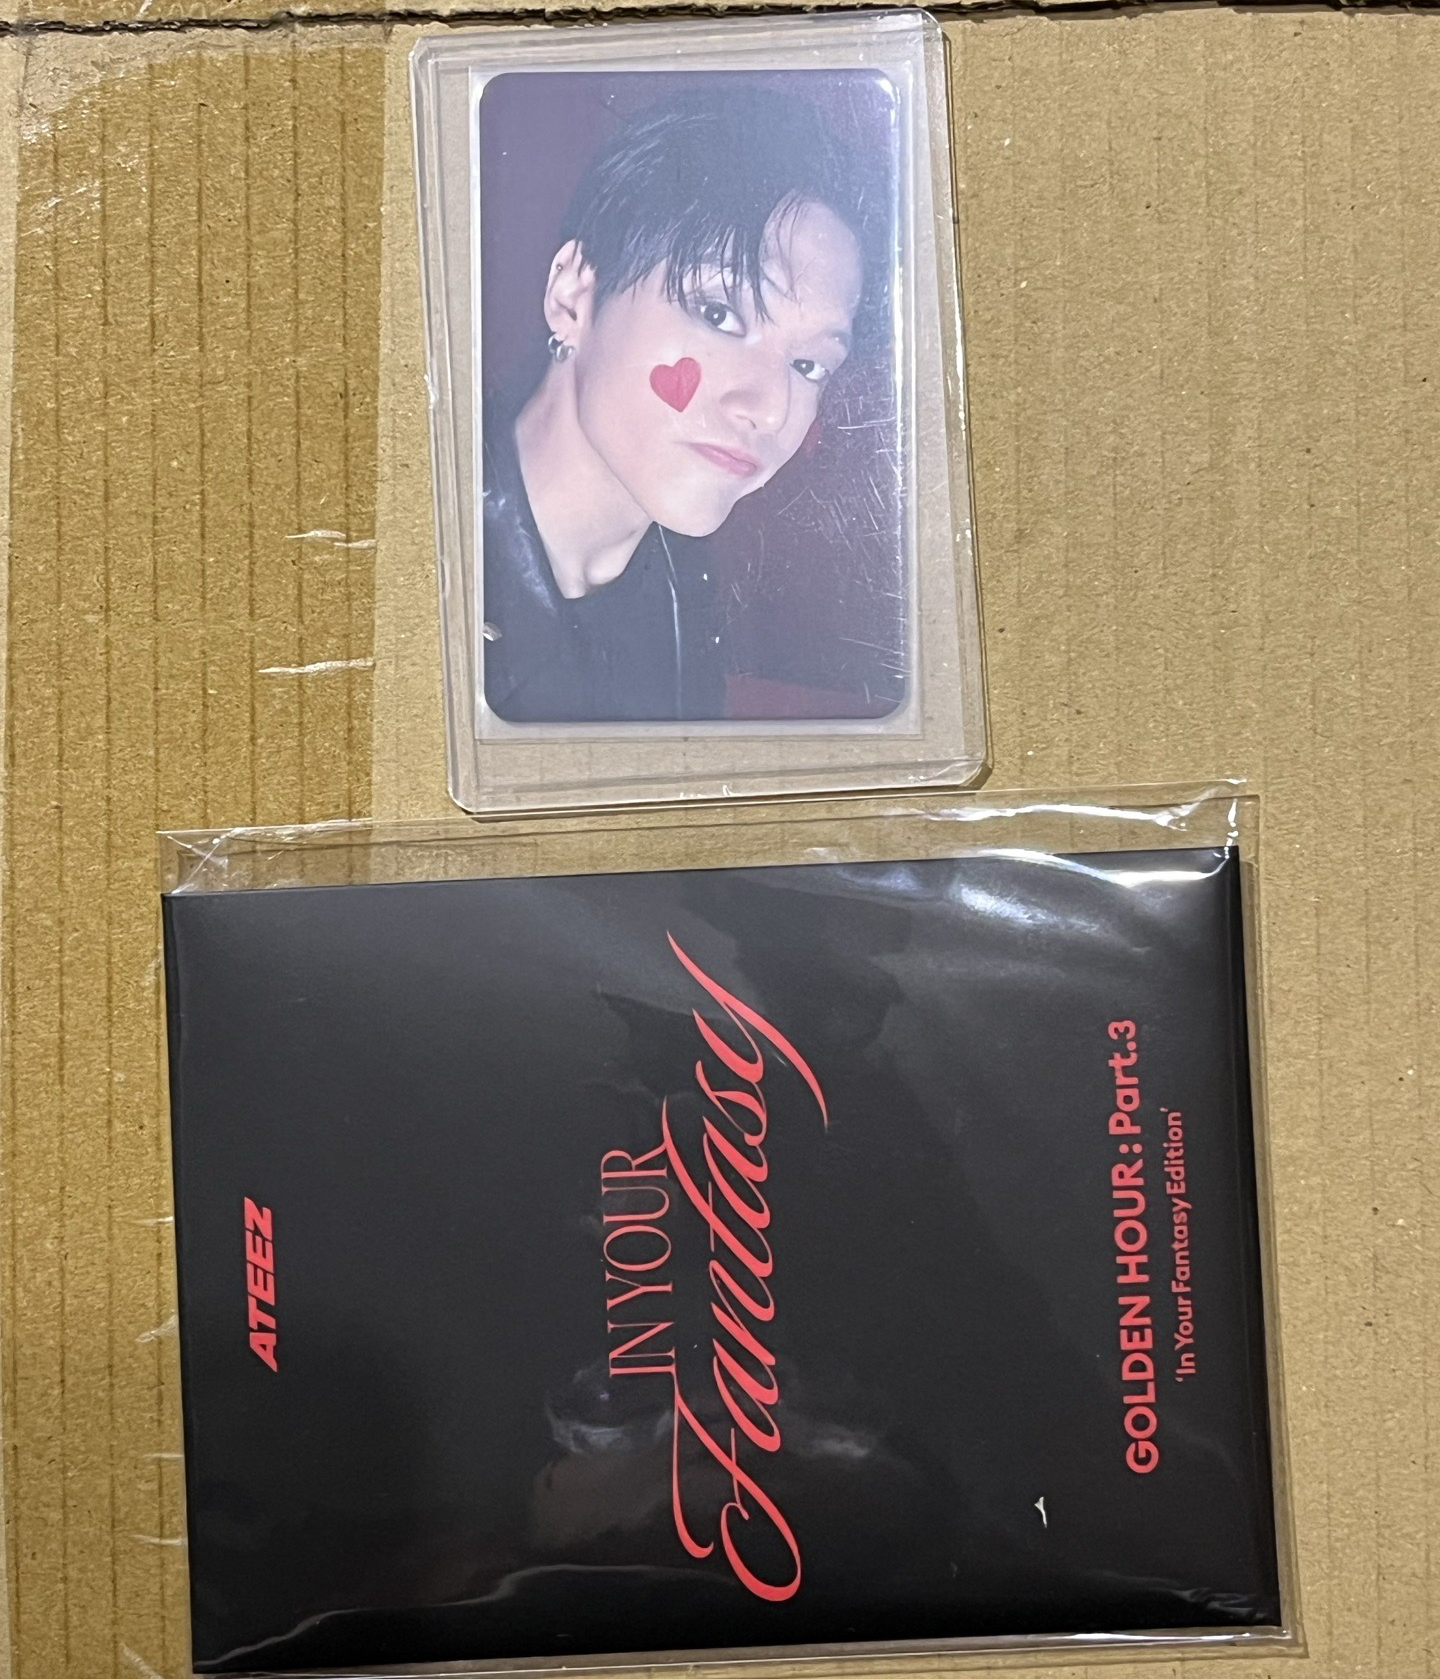 ATEEZ
IN YOUR
Fantasy
GOLDEN HOUR : Part.3
'In Your Fantasy Edition'